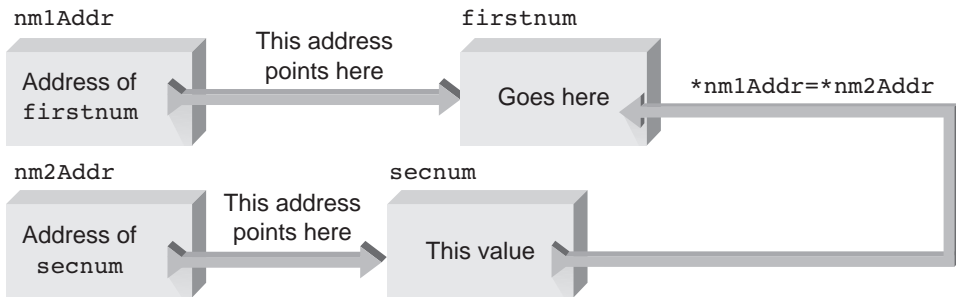 nm1Addr
firstnum
This address
points here
Address of
firstnum
Goes here
*nm1Addr=*nm2Addr
nm2Addr
secnum
This address
points here
Address of
secnum
This value